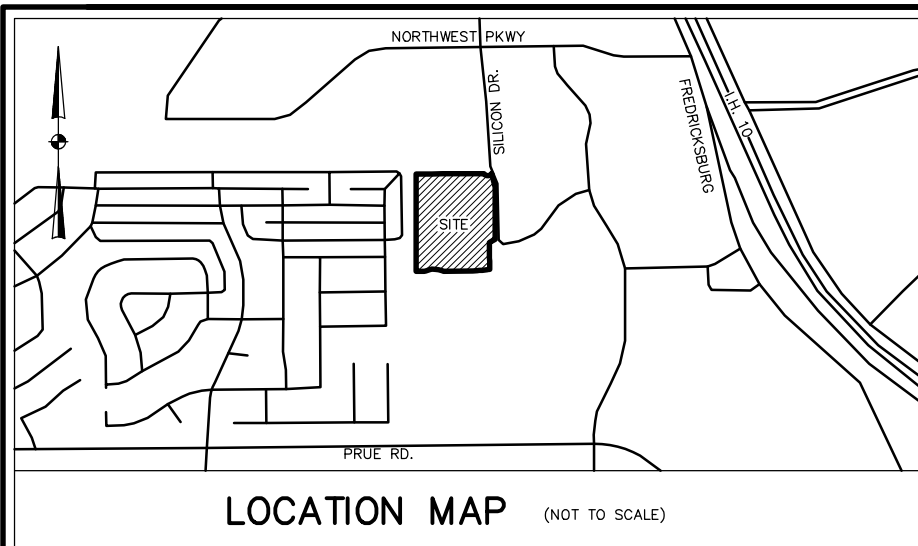 NORTHWEST PKWY
SILICON DR.
FREDRICKSBURG
I.H. 10
SITE
PRUE RD.
LOCATION MAP (NOT TO SCALE)